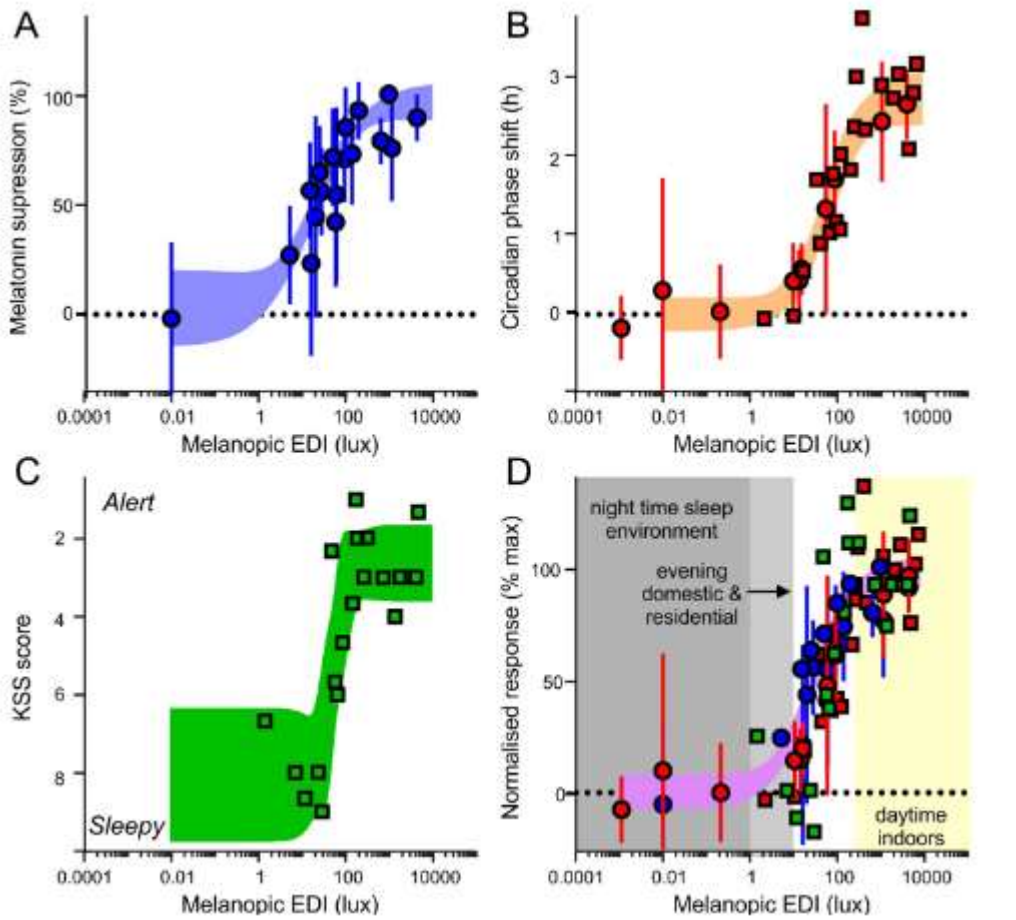 A
Melatonin supression (%)
100
50
0
0.0001
0.01
1
100
10000
Melanopic EDI (lux)
B
Circadian phase shift (h)
3
2
1
0
0.0001
0.01
1
100
10000
Melanopic EDI (lux)
C
Alert
KSS score
2
4
6
8
Sleepy
0.0001
0.01
1
100
10000
Melanopic EDI (lux)
D
Normalised response (% max)
100
50
0
night time sleep
environment
evening
domestic &
residential
daytime
indoors
0.0001
0.01
1
100
10000
Melanopic EDI (lux)